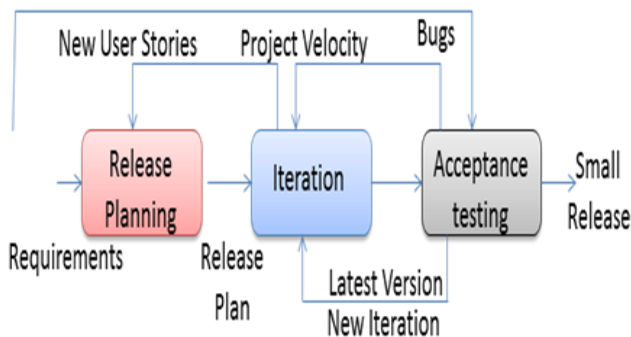 New User Stories
Project Velocity
Bugs
Release
Planning
Iteration
Acceptance
testing
Small
Release
Requirements
Release
Plan
Latest Version
New Iteration